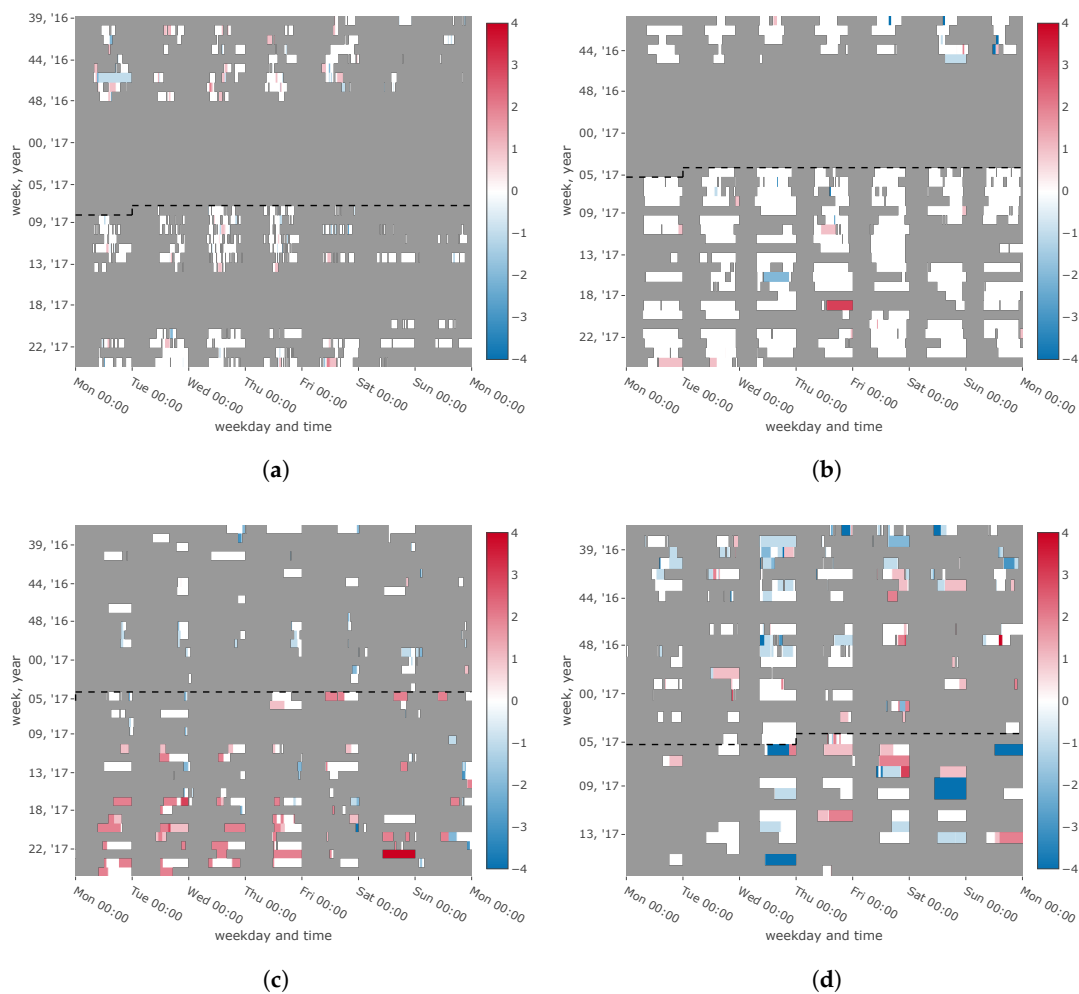 39, '16
44, '16
48, '16
00, '17
05, '17
09, '17
13, '17
18, '17
22, '17
week, year
Mon 00:00
Tue 00:00
Wed 00:00
Thu 00:00
Fri 00:00
Sat 00:00
Sun 00:00
Mon 00:00
weekday and time
4
3
2
1
0
−1
−2
−3
−4
(a)
44, '16
48, '16
00, '17
05, '17
09, '17
13, '17
18, '17
22, '17
week, year
Mon 00:00
Tue 00:00
Wed 00:00
Thu 00:00
Fri 00:00
Sat 00:00
Sun 00:00
Mon 00:00
weekday and time
4
3
2
1
0
−1
−2
−3
−4
(b)
39, '16
44, '16
48, '16
00, '17
05, '17
09, '17
13, '17
18, '17
22, '17
week, year
Mon 00:00
Tue 00:00
Wed 00:00
Thu 00:00
Fri 00:00
Sat 00:00
Sun 00:00
Mon 00:00
weekday and time
4
3
2
1
0
−1
−2
−3
−4
(c)
39, '16
44, '16
48, '16
00, '17
05, '17
09, '17
13, '17
week, year
Mon 00:00
Tue 00:00
Wed 00:00
Thu 00:00
Fri 00:00
Sat 00:00
Sun 00:00
Mon 00:00
weekday and time
4
3
2
1
0
−1
−2
−3
−4
(d)